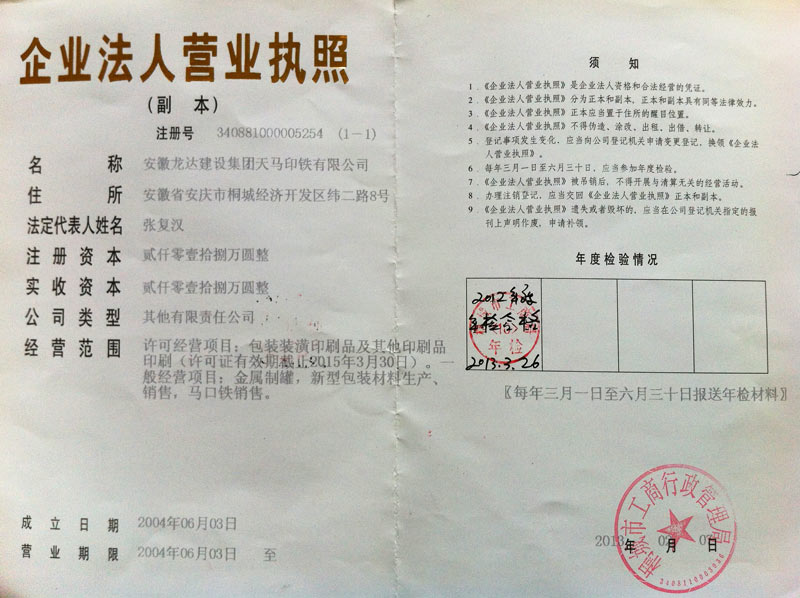 企业法人营业执照
(副 本)
注册号 340881000005254 (1-1)
名称 安徽龙达建设集团天马印铁有限公司
住所 安徽省安庆市桐城经济开发区纬二路8号
法定代表人姓名 张复汉
注册资本 贰仟零壹拾捌万圆整
实收资本 贰仟零壹拾捌万圆整
公司类型 其他有限责任公司
经营范围 许可经营项目：包装装潢印刷品及其他印刷品
印刷（许可证有效期截止2015年3月30日）。一
般经营项目：金属制罐，新型包装材料生产、
销售，马口铁销售。
成立日期 2004年06月03日
营业期限 2004年06月03日 至
须 知
1．《企业法人营业执照》是企业法人资格和合法经营的凭证。
2．《企业法人营业执照》分为正本和副本，正本和副本具有同等法律效力。
3．《企业法人营业执照》正本应当置于住所的醒目位置。
4．《企业法人营业执照》不得伪造、涂改、出租、出借、转让。
5．登记事项发生变化，应当向公司登记机关申请变更登记，换领《企业法
人营业执照》。
6．每年三月一日至六月三十日，应当参加年度检验。
7．《企业法人营业执照》被吊销后，不得开展与清算无关的经营活动。
8．办理注销登记，应当交回《企业法人营业执照》正本和副本。
9．《企业法人营业执照》遗失或者毁坏的，应当在公司登记机关指定的报
刊上声明作废，申请补领。
年度检验情况
2012年度
年检合格
年检
2013.3.26
〖每年三月一日至六月三十日报送年检材料〗
桐城市工商行政管理局
2013年 月 日